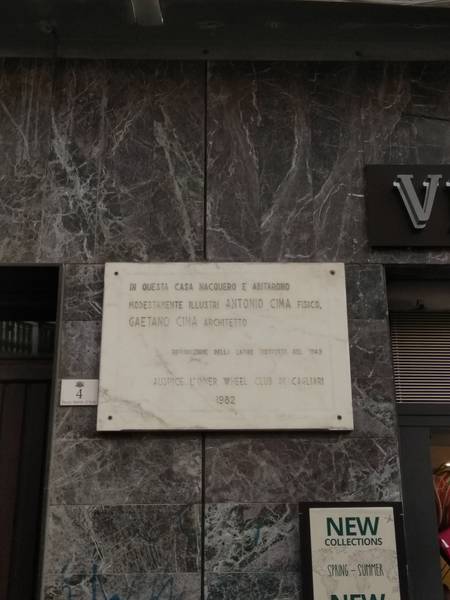 IN QUESTA CASA NACQUERO E ABITARONO
MODESTAMENTE ILLUSTRI ANTONIO CIMA FISICO,
GAETANO CIMA ARCHITETTO
RIPRODUZIONE DELLA LAPIDE DISTRUTTA NEL 1943
AUSPICE L'INNER WHEEL CLUB DI CAGLIARI
1982
4
V
NEW
COLLECTIONS
SPRING - SUMMER
NEW